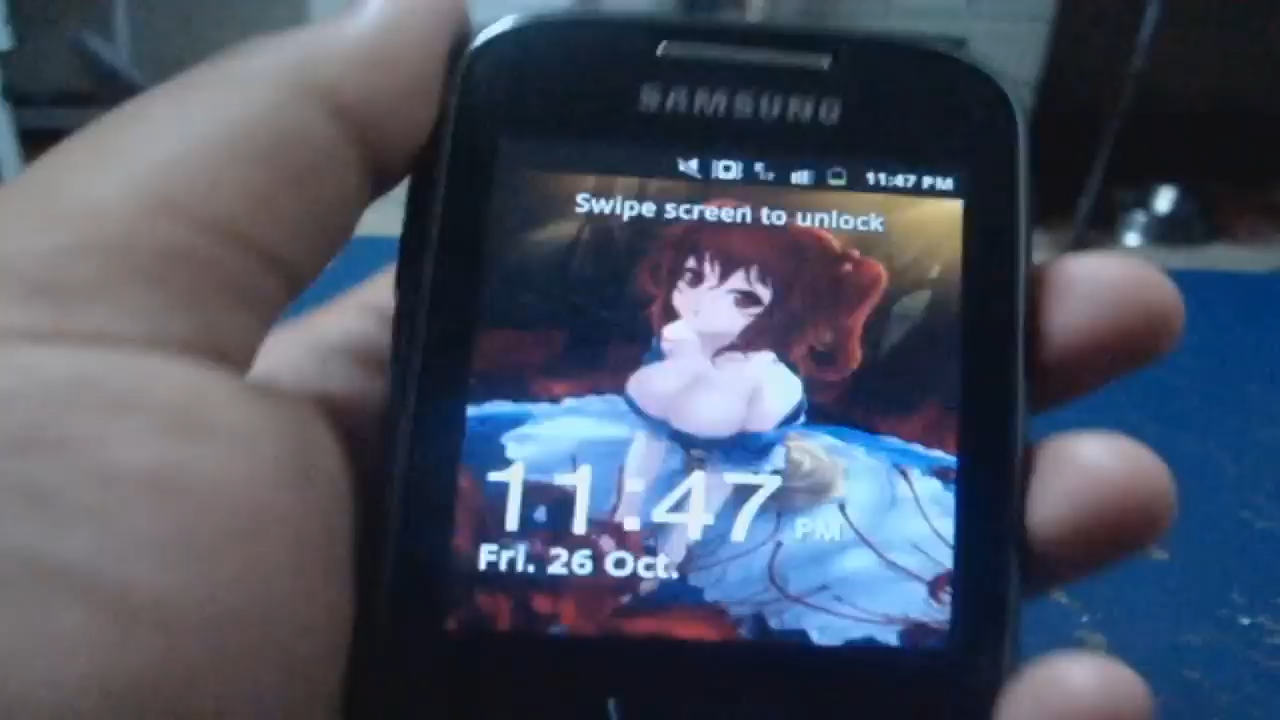 SAMSUNG
11:47 PM
Swipe screen to unlock
11:47 PM
Fri. 26 Oct.